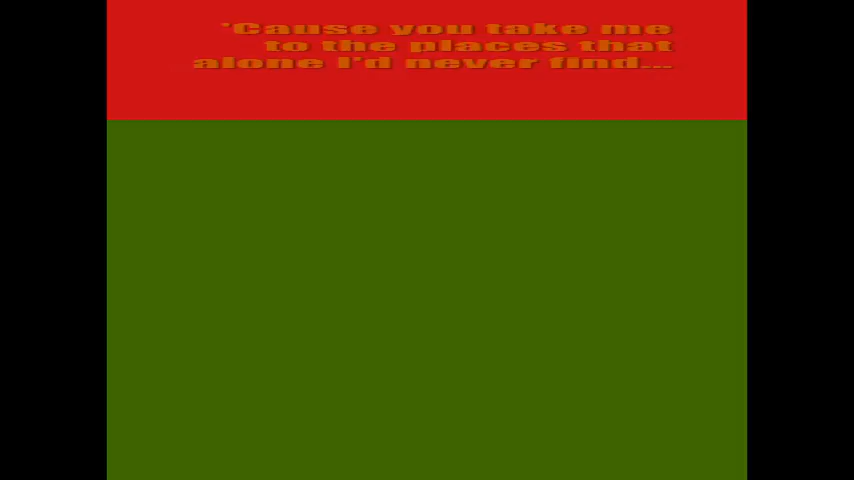 'Cause you take me
to the places that
alone I'd never find...